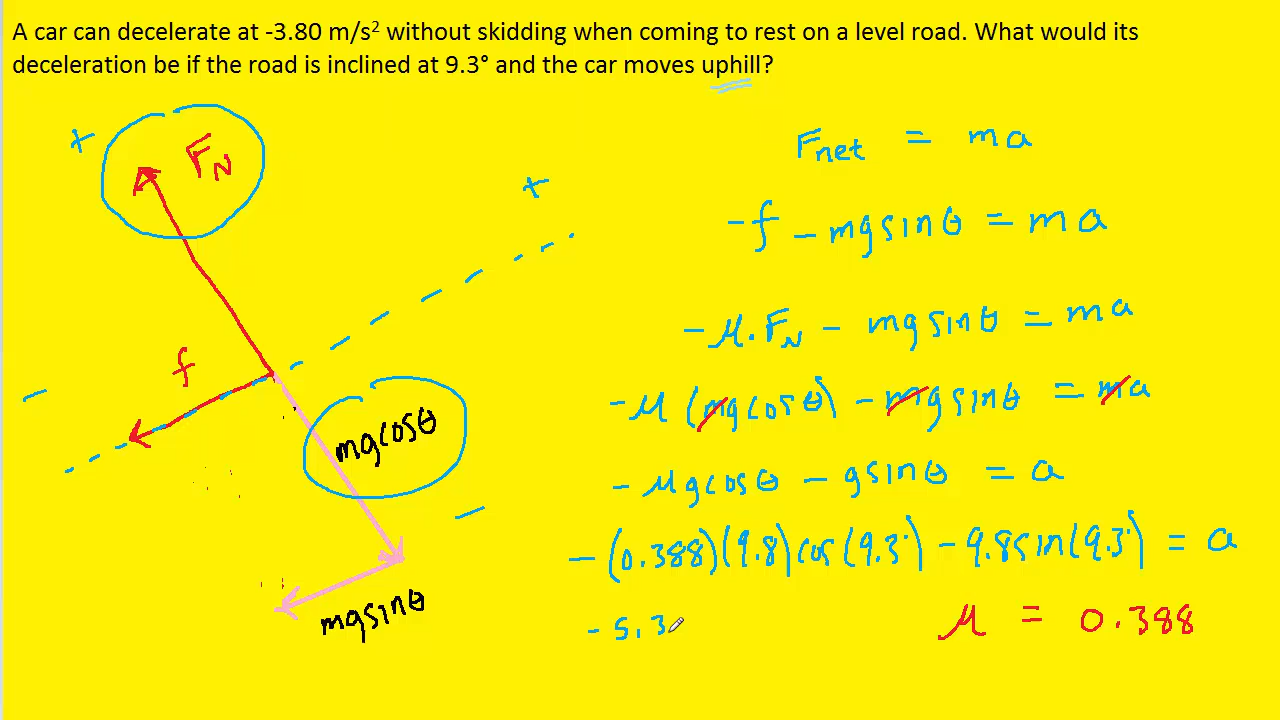 A car can decelerate at -3.80 m/s² without skidding when coming to rest on a level road. What would its
deceleration be if the road is inclined at 9.3° and the car moves uphill?
+
F_N
+
f
-
mgcosθ
-
mgsinθ
F_net = ma
-f - mgsinθ = ma
-μ·F_N - mgsinθ = ma
-μ(mgcosθ) - mgsinθ = ma
-μgcosθ - gsinθ = a
-(0.388)(9.8)cos(9.3°) - 9.8sin(9.3°) = a
-5.3
μ = 0.388